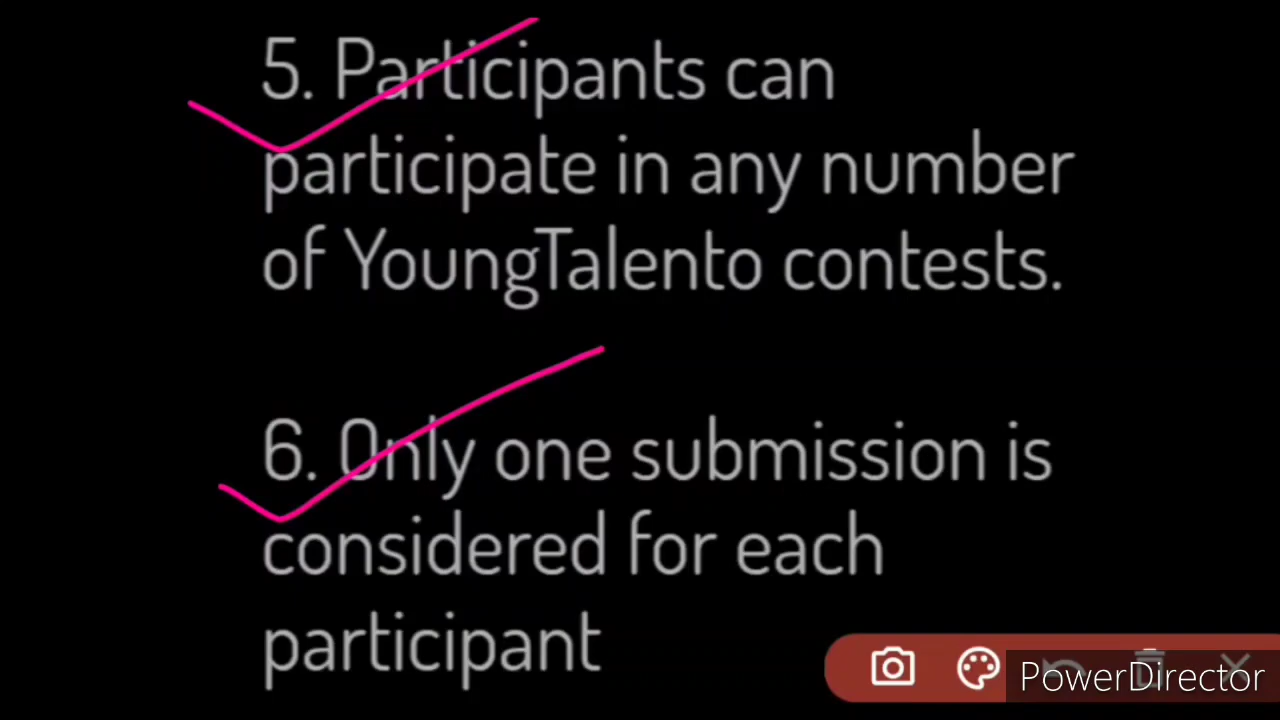 5. Participants can
participate in any number
of YoungTalento contests.
6. Only one submission is
considered for each
participant
PowerDirector